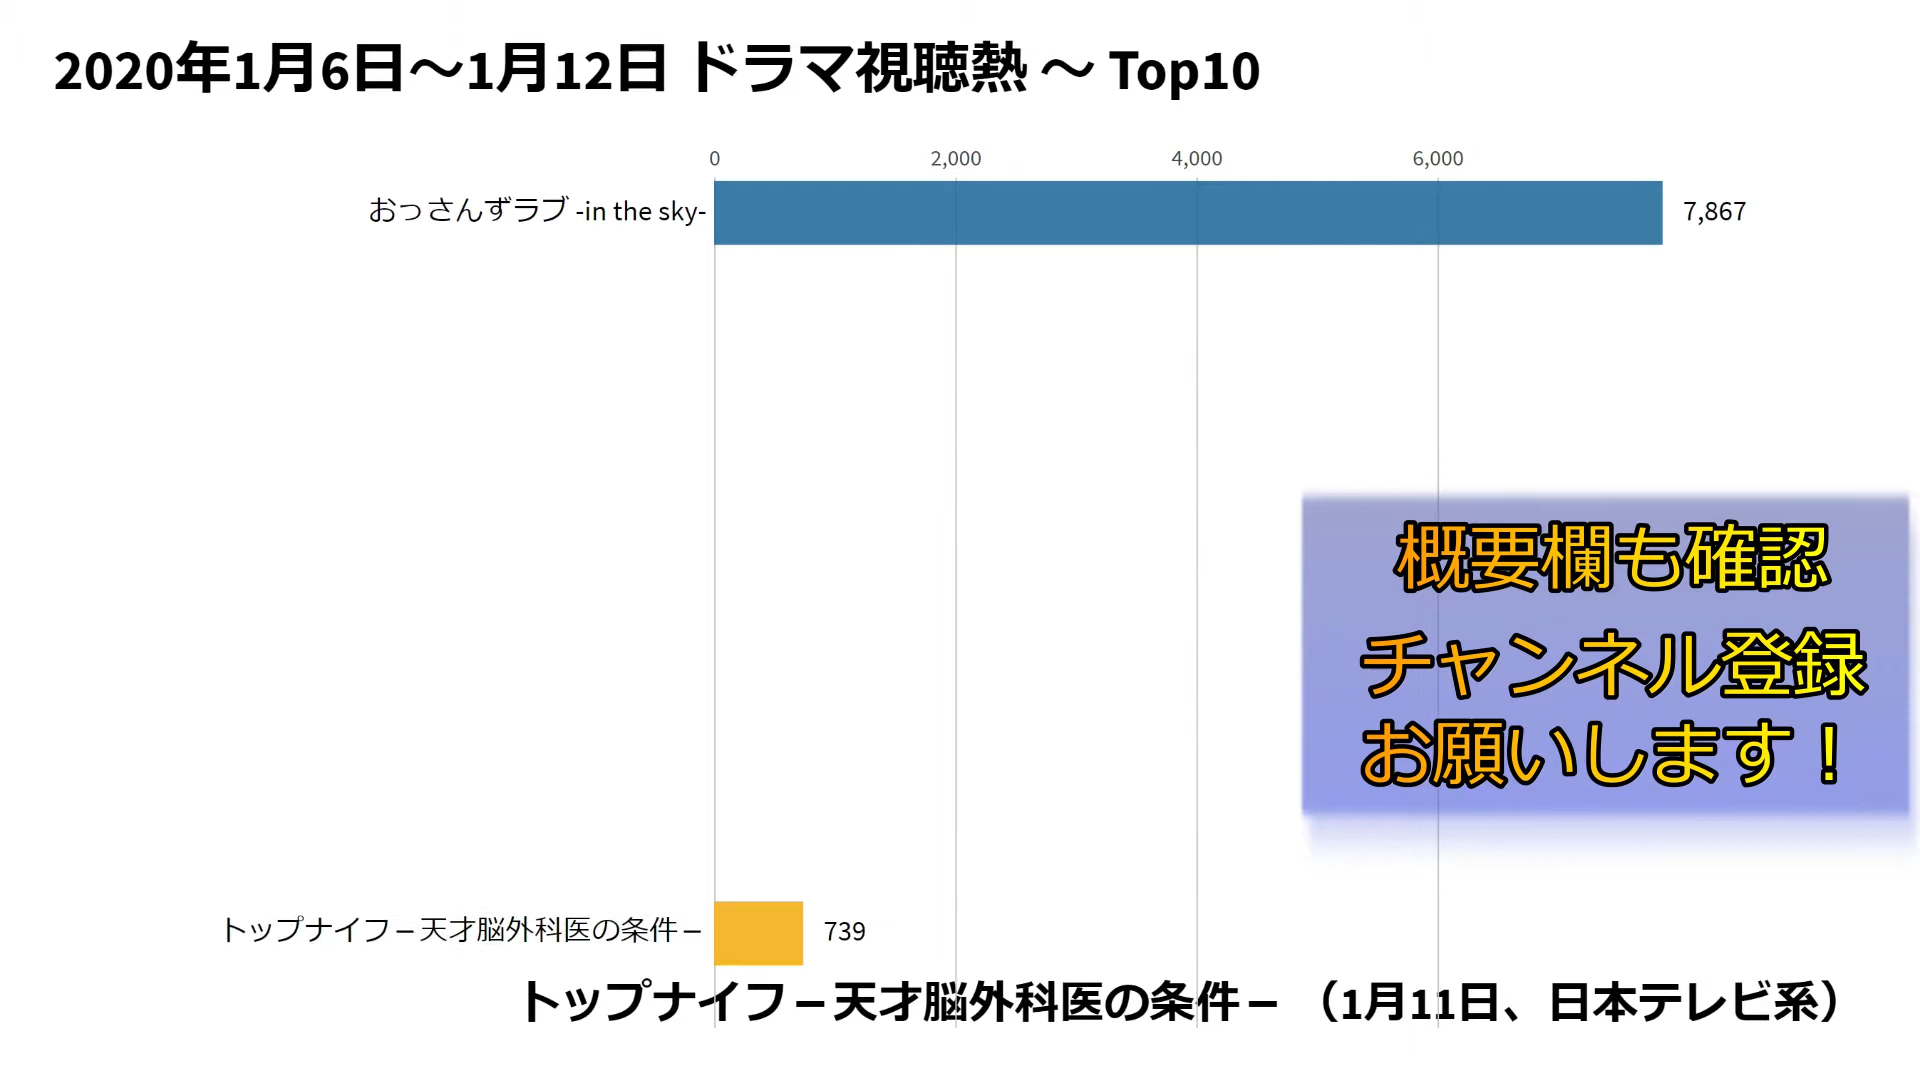 2020年1月6日～1月12日 ドラマ視聴熱 ～ Top10
0 2,000 4,000 6,000
おっさんずラブ -in the sky- 7,867
概要欄も確認
チャンネル登録
お願いします！
トップナイフ－天才脳外科医の条件－ 739
トップナイフ－天才脳外科医の条件－ （1月11日、日本テレビ系）